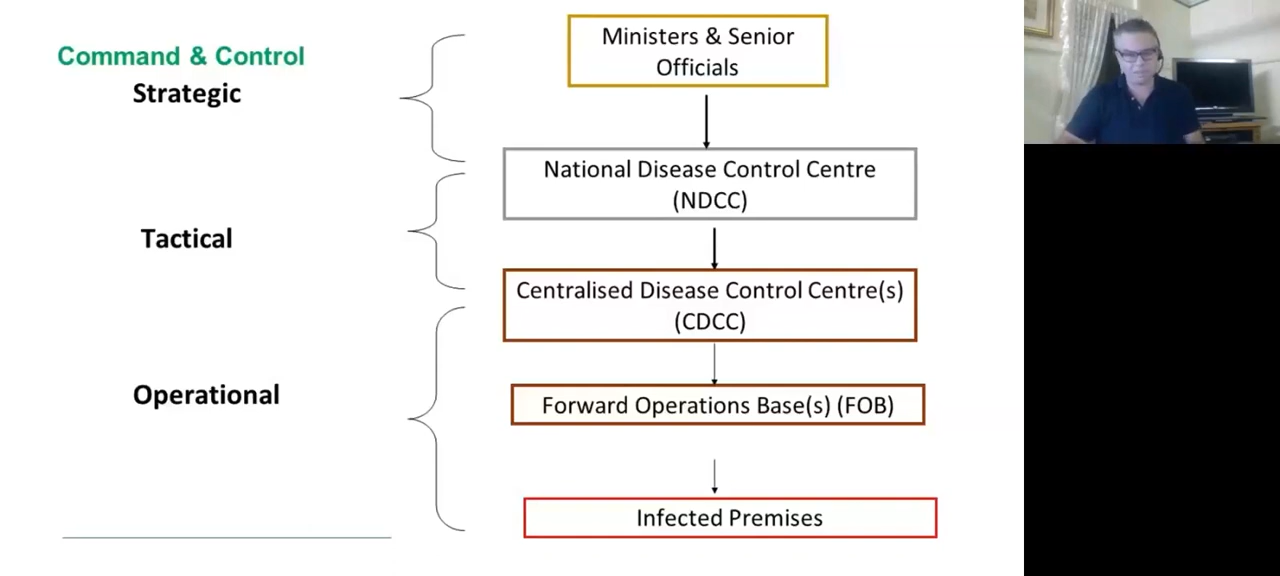 Command & Control
Strategic
Ministers & Senior
Officials
National Disease Control Centre
(NDCC)
Tactical
Centralised Disease Control Centre(s)
(CDCC)
Operational
Forward Operations Base(s) (FOB)
Infected Premises